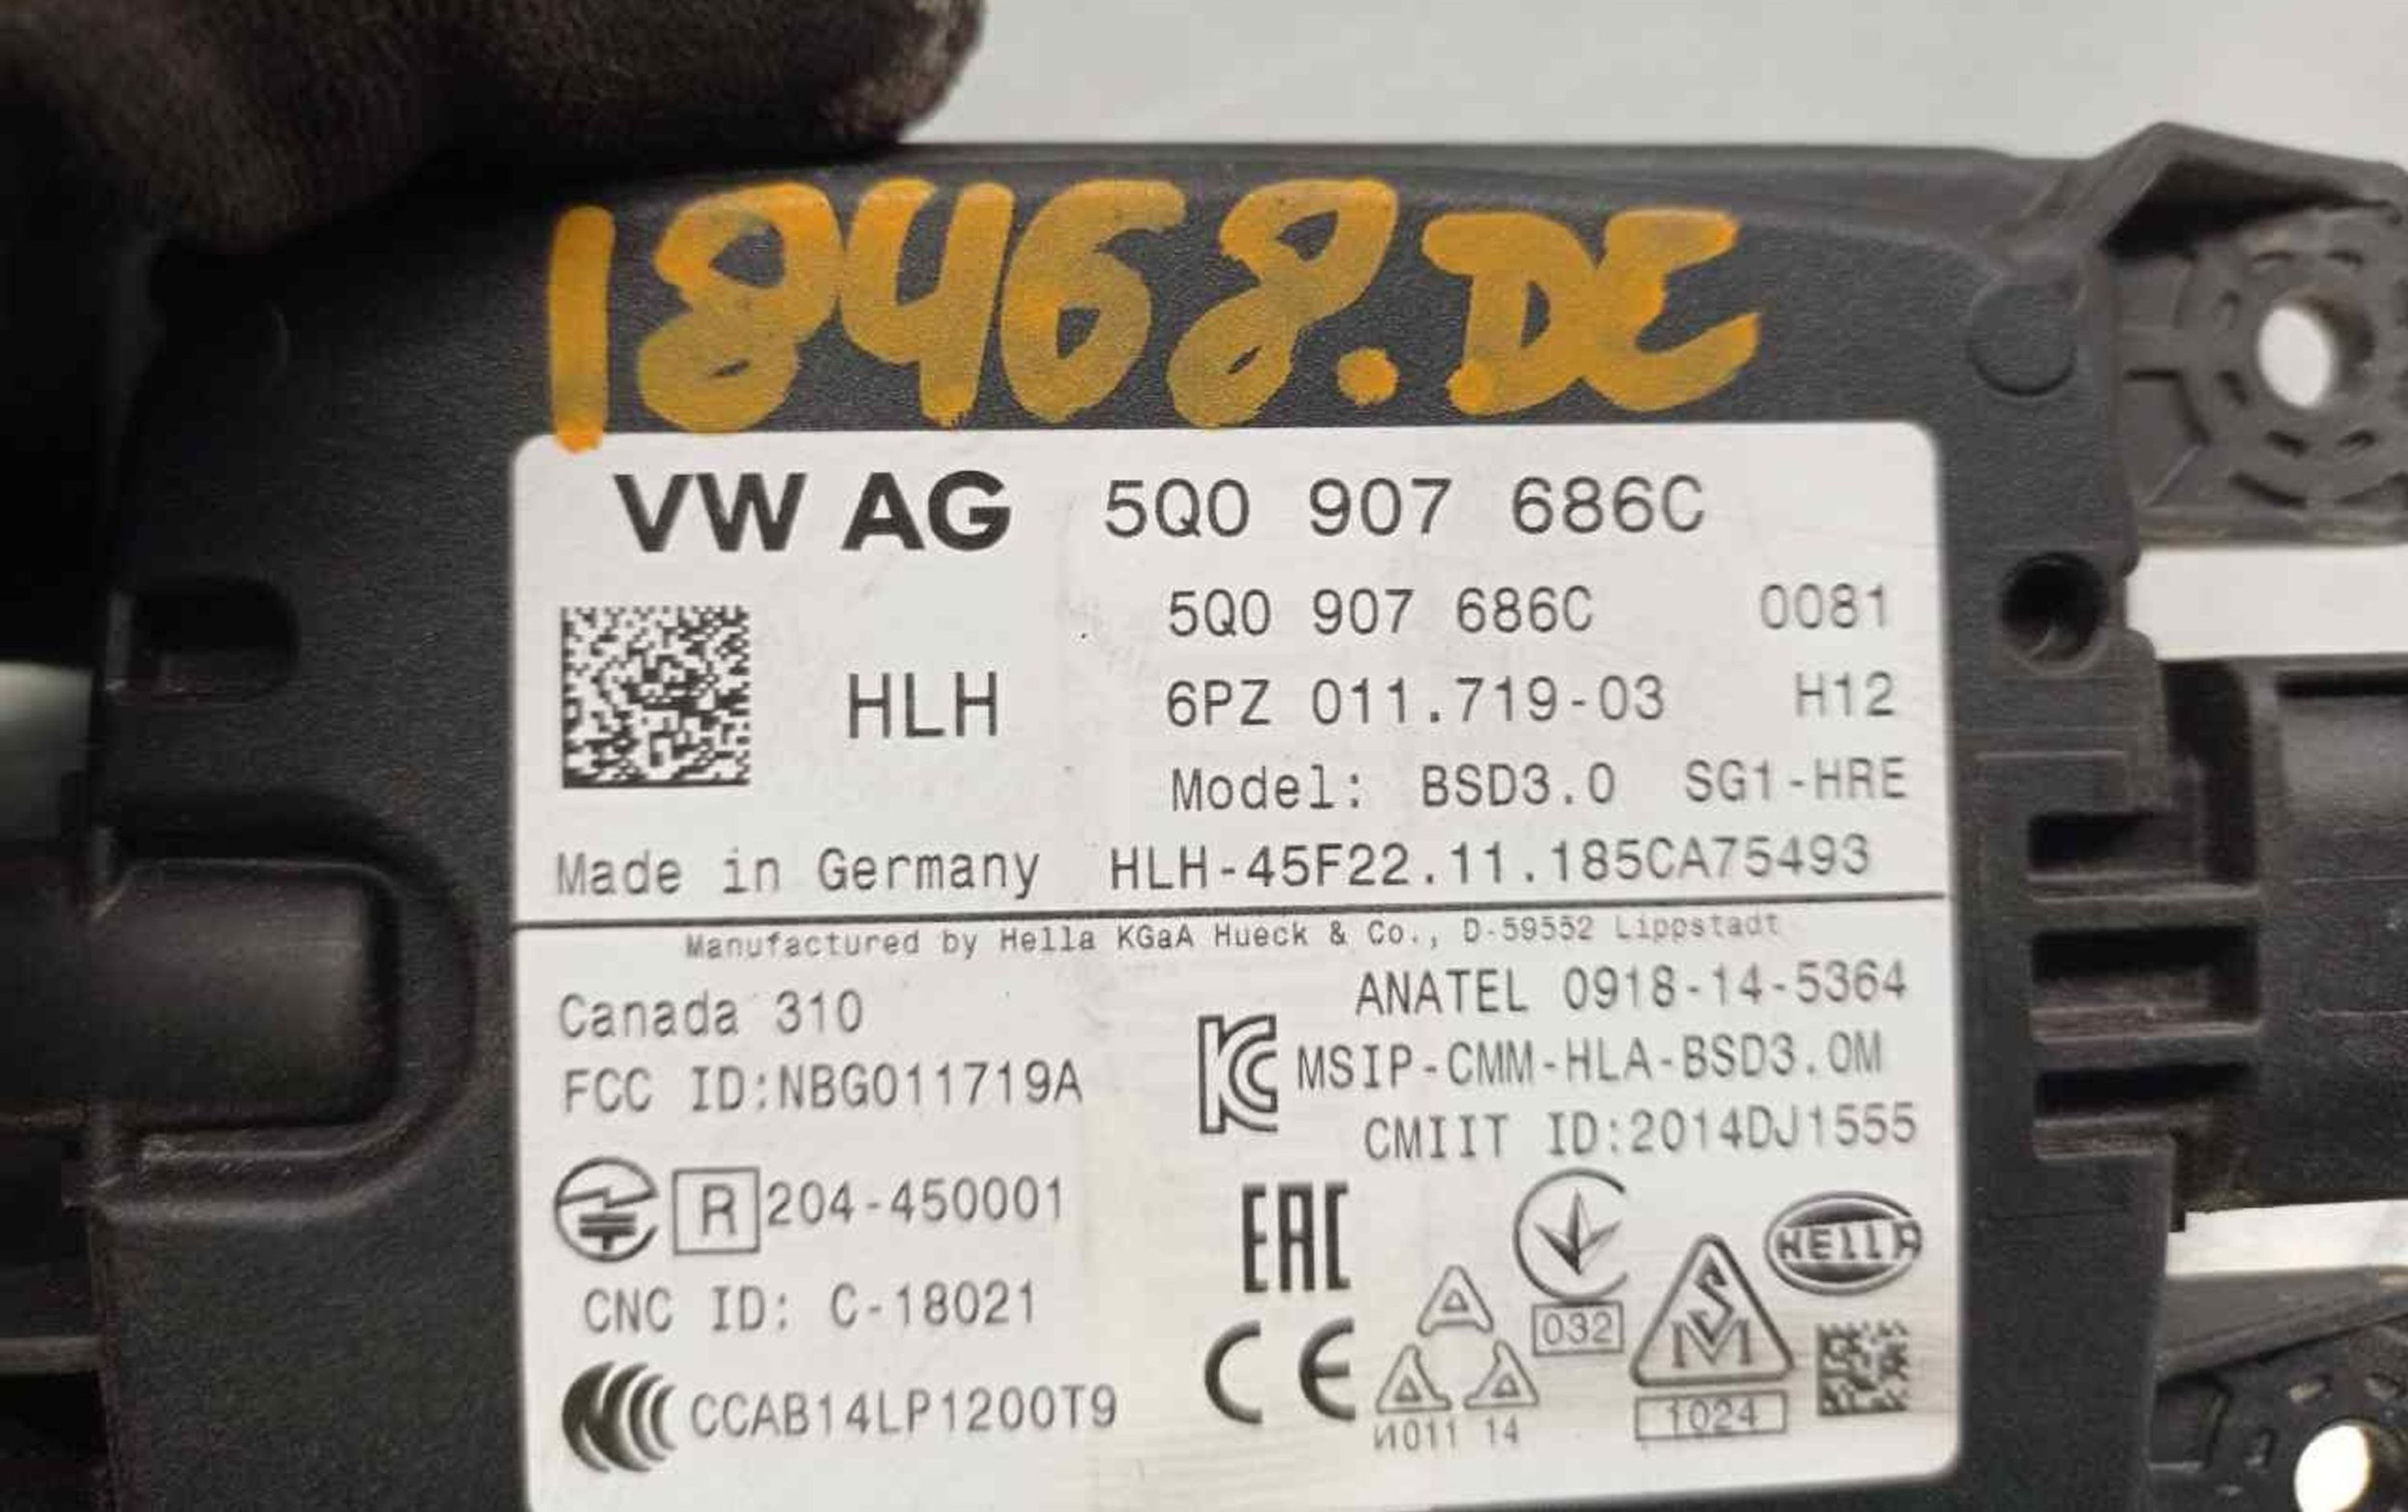 18468.DC
VW AG 5Q0 907 686C
5Q0 907 686C 0081
HLH 6PZ 011.719-03 H12
Model: BSD3.0 SG1-HRE
Made in Germany HLH-45F22.11.185CA75493
Manufactured by Hella KGaA Hueck & Co., D-59552 Lippstadt
Canada 310
ANATEL 0918-14-5364
FCC ID:NBG011719A
MSIP-CMM-HLA-BSD3.0M
CMIIT ID:2014DJ1555
R 204-450001
EAC
HELLA
CNC ID: C-18021
032
CE
CCAB14LP1200T9
И011 14
1024